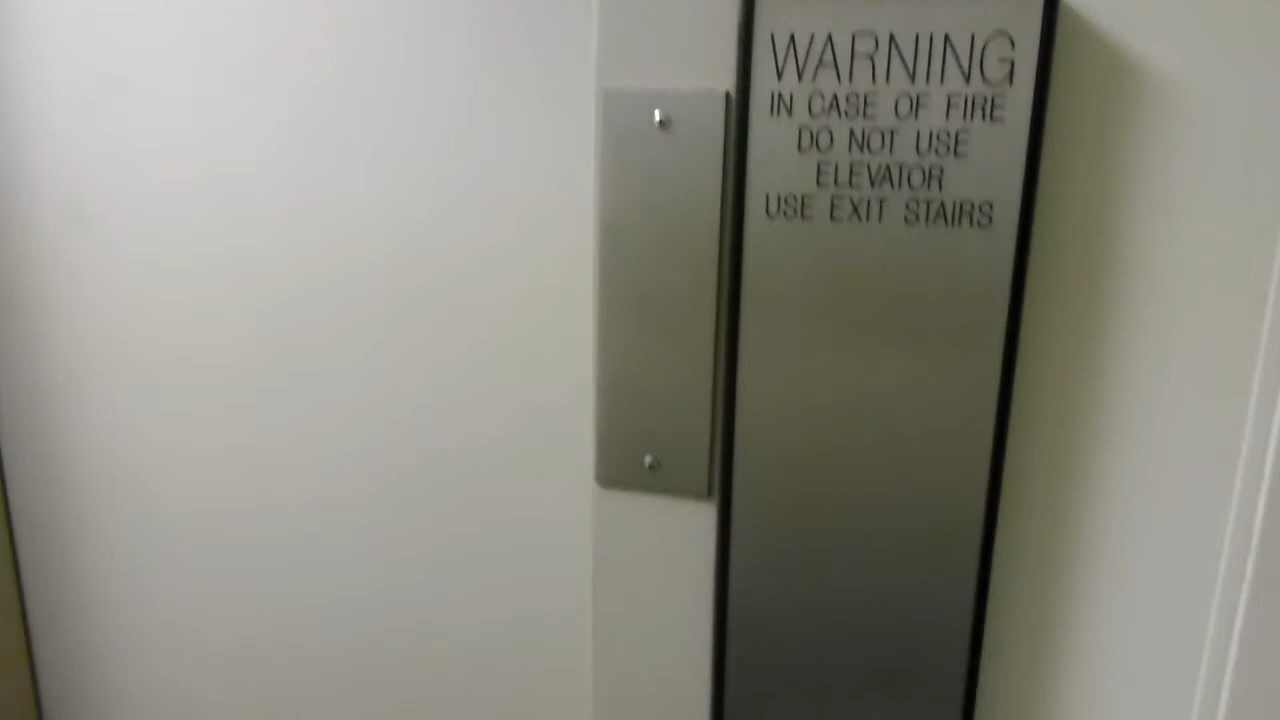 WARNING
IN CASE OF FIRE
DO NOT USE
ELEVATOR
USE EXIT STAIRS